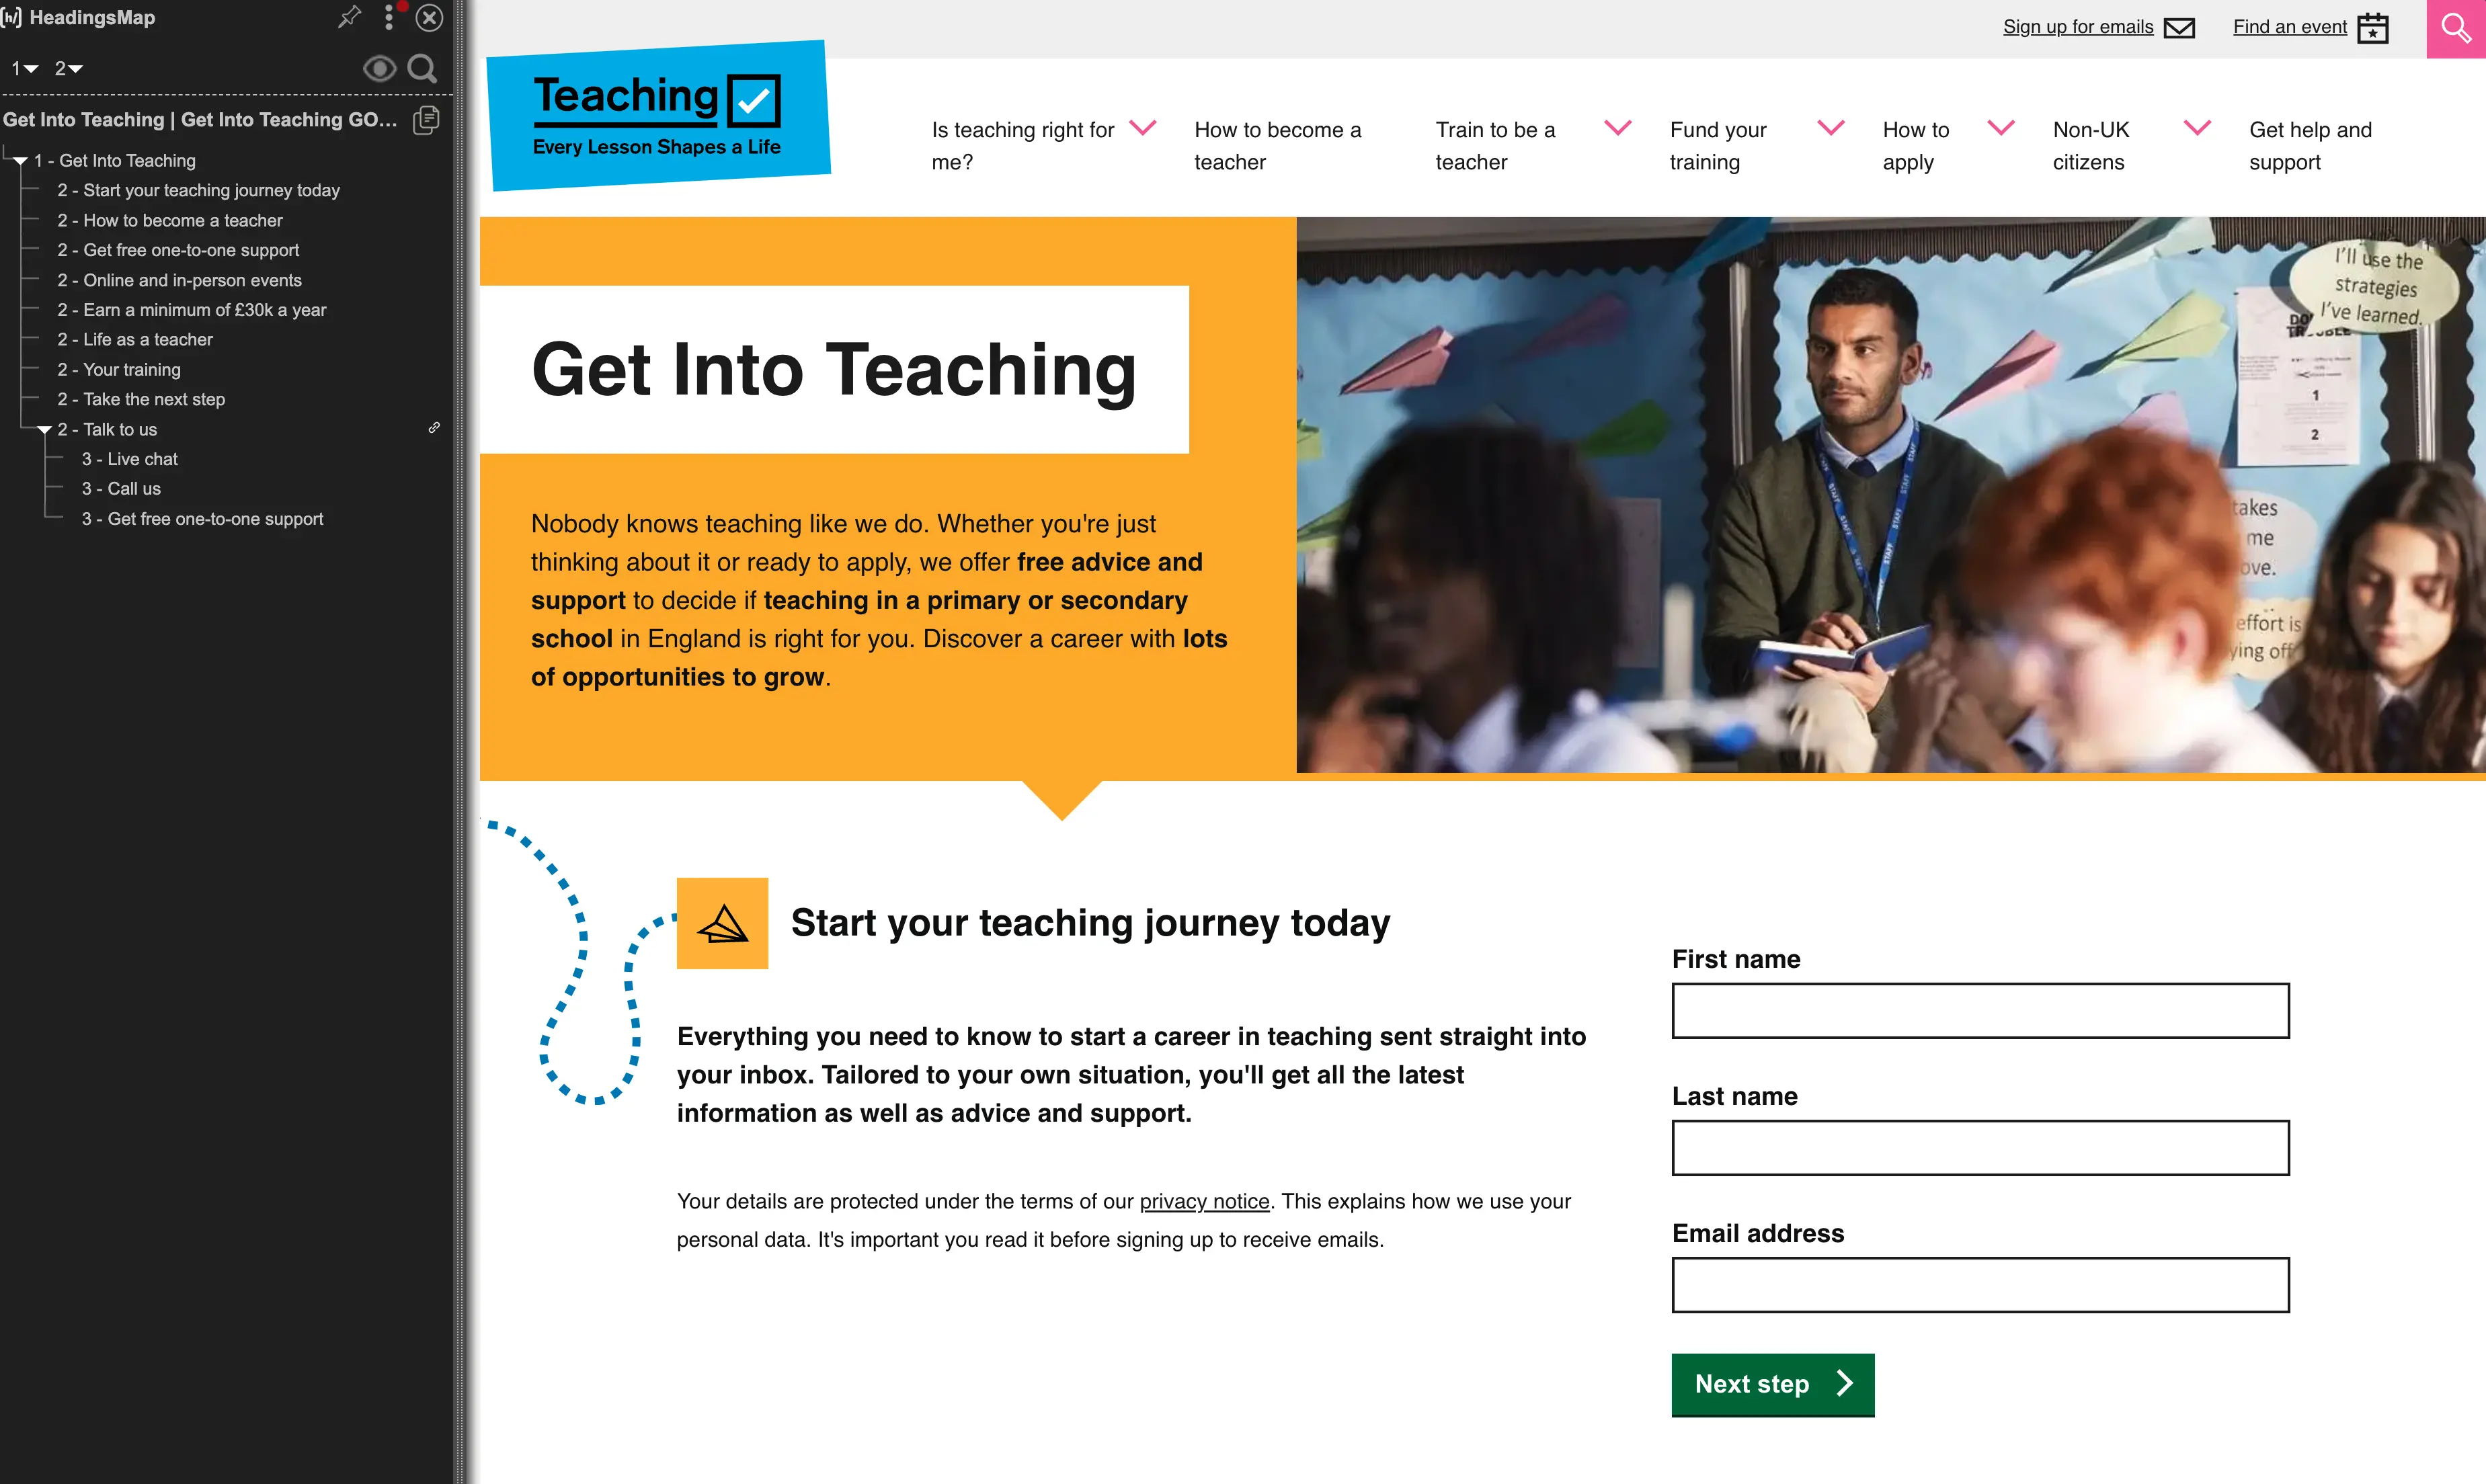 HeadingsMap
1 2
Get Into Teaching | Get Into Teaching GO...
1 - Get Into Teaching
2 - Start your teaching journey today
2 - How to become a teacher
2 - Get free one-to-one support
2 - Online and in-person events
2 - Earn a minimum of £30k a year
2 - Life as a teacher
2 - Your training
2 - Take the next step
2 - Talk to us
3 - Live chat
3 - Call us
3 - Get free one-to-one support
Sign up for emails
Find an event
Teaching
Every Lesson Shapes a Life
Is teaching right for
me?
How to become a
teacher
Train to be a
teacher
Fund your
training
How to
apply
Non-UK
citizens
Get help and
support
Get Into Teaching
Nobody knows teaching like we do. Whether you're just
thinking about it or ready to apply, we offer free advice and
support to decide if teaching in a primary or secondary
school in England is right for you. Discover a career with lots
of opportunities to grow.
I'll use the
strategies
I've learned.
1
2
takes
me
ove.
effort is
ying off
STAFF STAFF
STAFF STAFF
Start your teaching journey today
Everything you need to know to start a career in teaching sent straight into
your inbox. Tailored to your own situation, you'll get all the latest
information as well as advice and support.
Your details are protected under the terms of our privacy notice. This explains how we use your
personal data. It's important you read it before signing up to receive emails.
First name
Last name
Email address
Next step